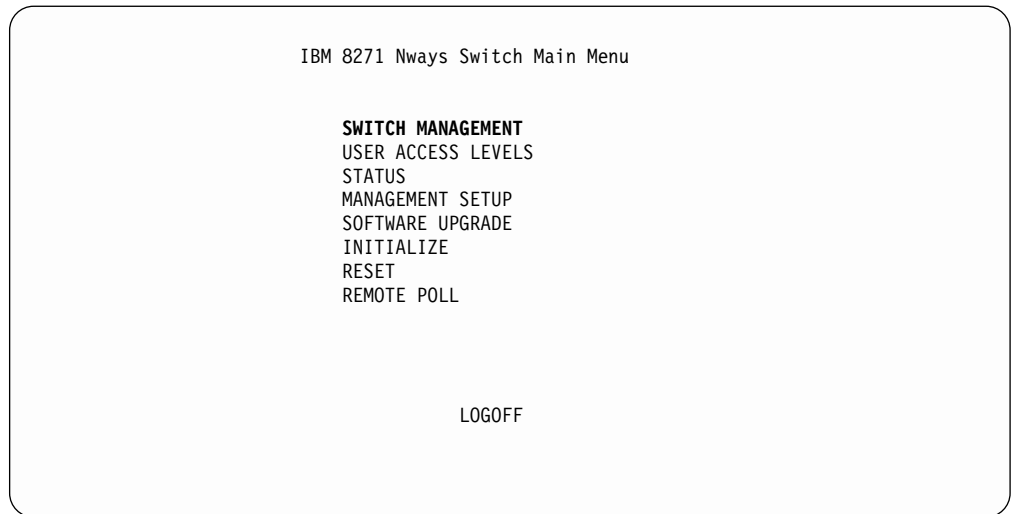 IBM 8271 Nways Switch Main Menu
SWITCH MANAGEMENT
USER ACCESS LEVELS
STATUS
MANAGEMENT SETUP
SOFTWARE UPGRADE
INITIALIZE
RESET
REMOTE POLL
LOGOFF